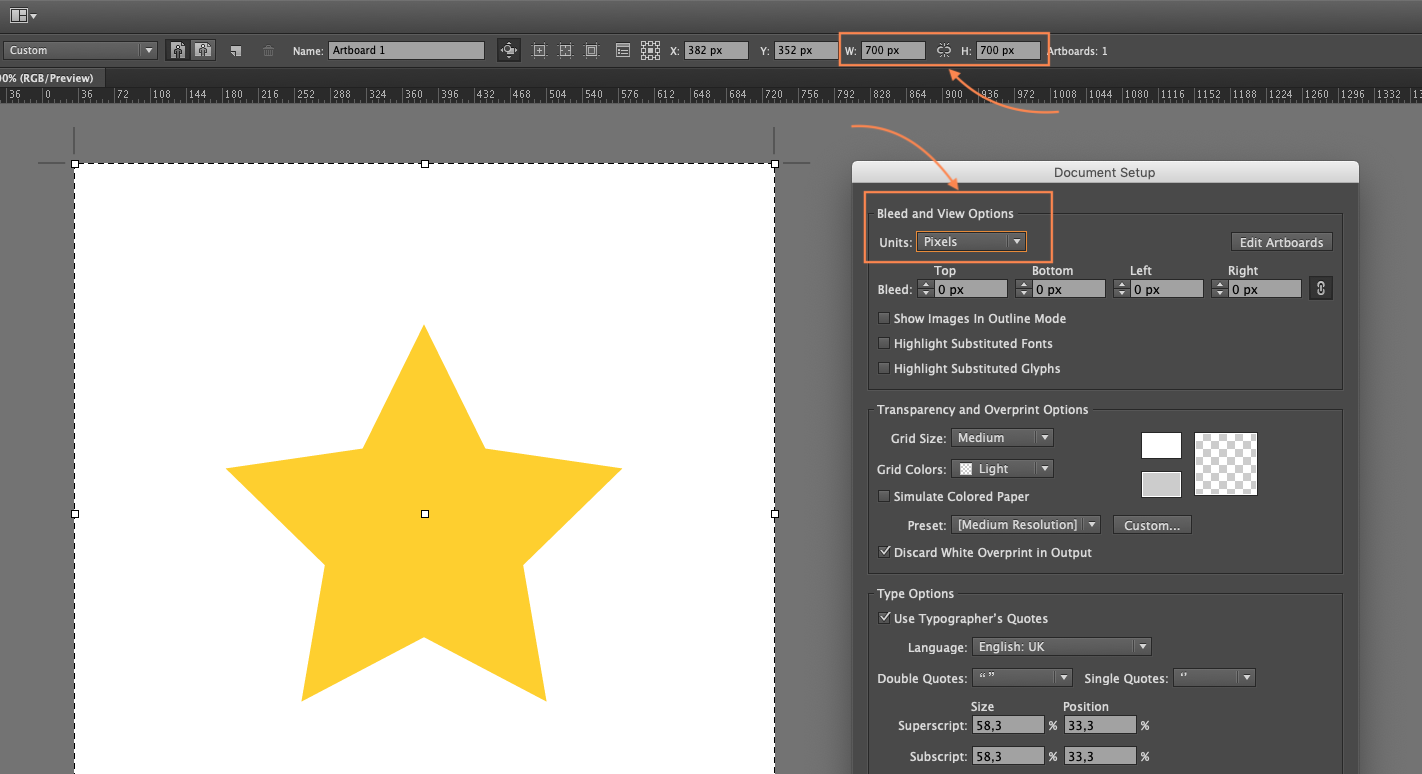 Custom Name: Artboard 1 X: 382 px Y: 352 px W: 700 px H: 700 px Artboards: 1
0% (RGB/Preview)
36 0 36 72 108 144 180 216 252 288 324 360 396 432 468 504 540 576 612 648 684 720 756 792 828 864 900 936 972 1008 1044 1080 1116 1152 1188 1224 1260 1296 1332
Document Setup
Bleed and View Options
Units: Pixels Edit Artboards
Top Bottom Left Right
Bleed: 0 px 0 px 0 px 0 px
Show Images In Outline Mode
Highlight Substituted Fonts
Highlight Substituted Glyphs
Transparency and Overprint Options
Grid Size: Medium
Grid Colors: Light
Simulate Colored Paper
Preset: [Medium Resolution] Custom...
Discard White Overprint in Output
Type Options
Use Typographer's Quotes
Language: English: UK
Double Quotes: “ ” Single Quotes: ‘’
Size Position
Superscript: 58,3 % 33,3 %
Subscript: 58,3 % 33,3 %